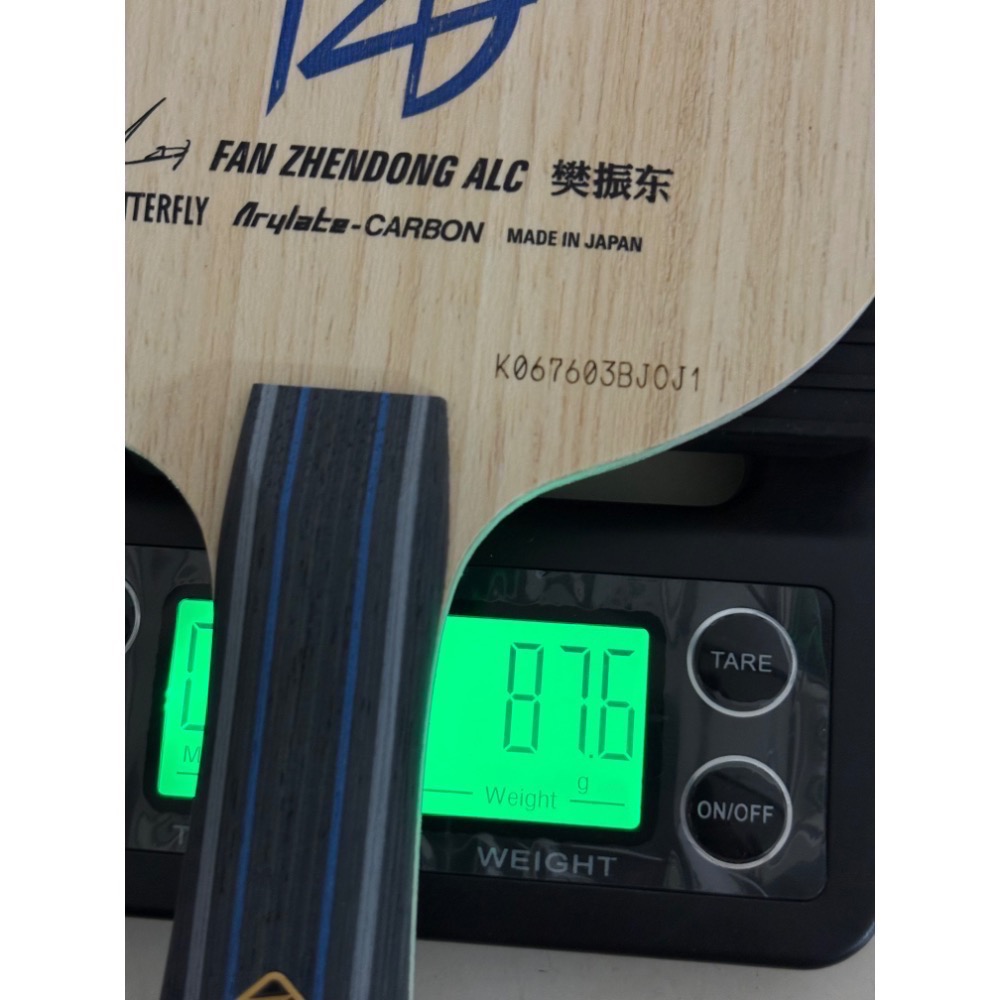 FAN ZHENDONG ALC 樊振东
TTERFLY Arylate-CARBON MADE IN JAPAN
K067603BJ0J1
87.6
g
Weight
WEIGHT
TARE
ON/OFF